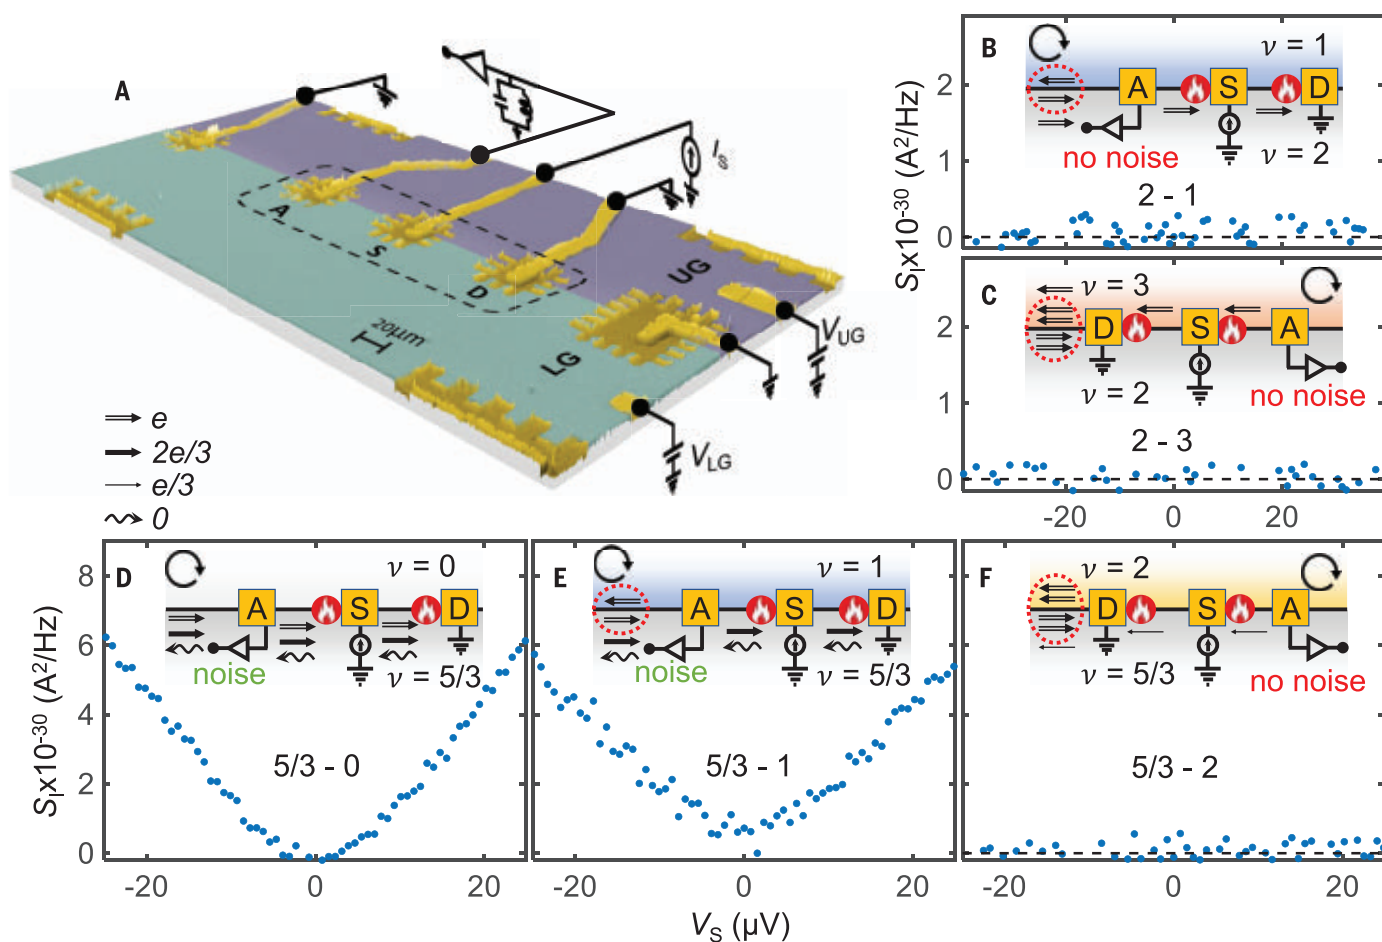 A
I_S
A
S
D
UG
LG
20μm
V_UG
V_LG
e
2e/3
e/3
0
B
ν = 1
A
S
D
no noise
ν = 2
2 - 1
2
1
0
S_I x10^-30 (A^2/Hz)
C
ν = 3
D
S
A
ν = 2
no noise
2 - 3
2
1
0
-20
0
20
D
ν = 0
A
S
D
noise
ν = 5/3
5/3 - 0
8
6
4
2
0
S_I x10^-30 (A^2/Hz)
-20
0
20
E
ν = 1
A
S
D
noise
ν = 5/3
5/3 - 1
-20
0
20
V_S (μV)
F
ν = 2
D
S
A
ν = 5/3
no noise
5/3 - 2
-20
0
20